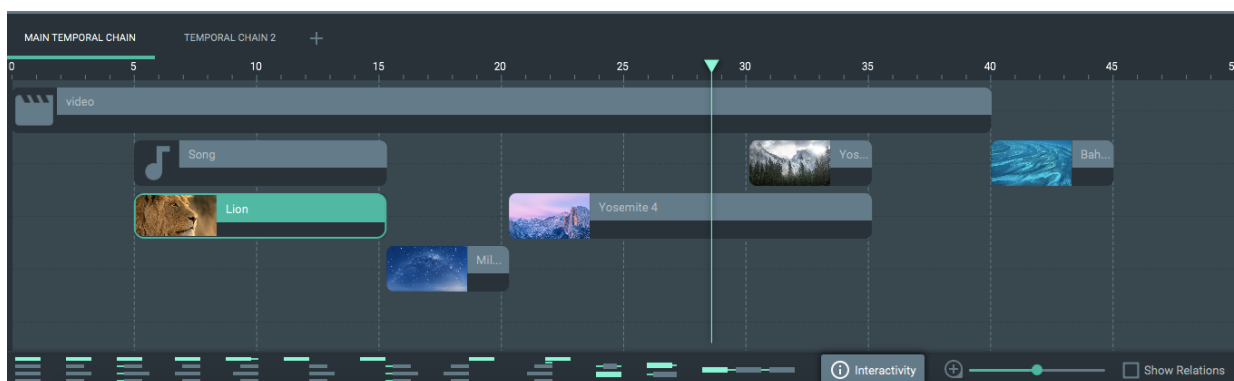 MAIN TEMPORAL CHAIN TEMPORAL CHAIN 2 +
0 5 10 15 20 25 30 35 40 45 5
video
Song Yos... Bah...
Lion Yosemite 4
Mil...
Interactivity Show Relations